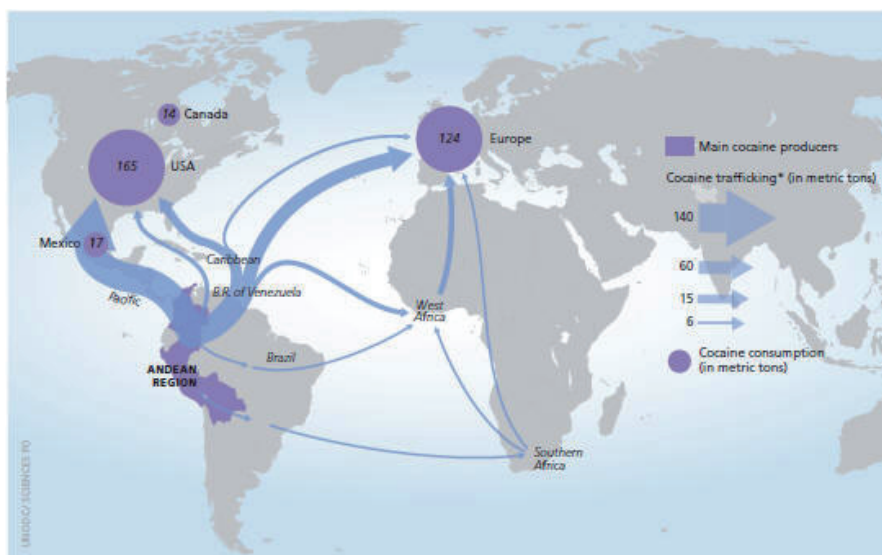 14 Canada
165 USA
124 Europe
Mexico 17
Pacific
Caribbean
B.R. of Venezuela
West
Africa
Brazil
ANDEAN
REGION
Southern
Africa
Main cocaine producers
Cocaine trafficking* (in metric tons)
140
60
15
6
Cocaine consumption
(in metric tons)
UNODC/ SCIENCES PO